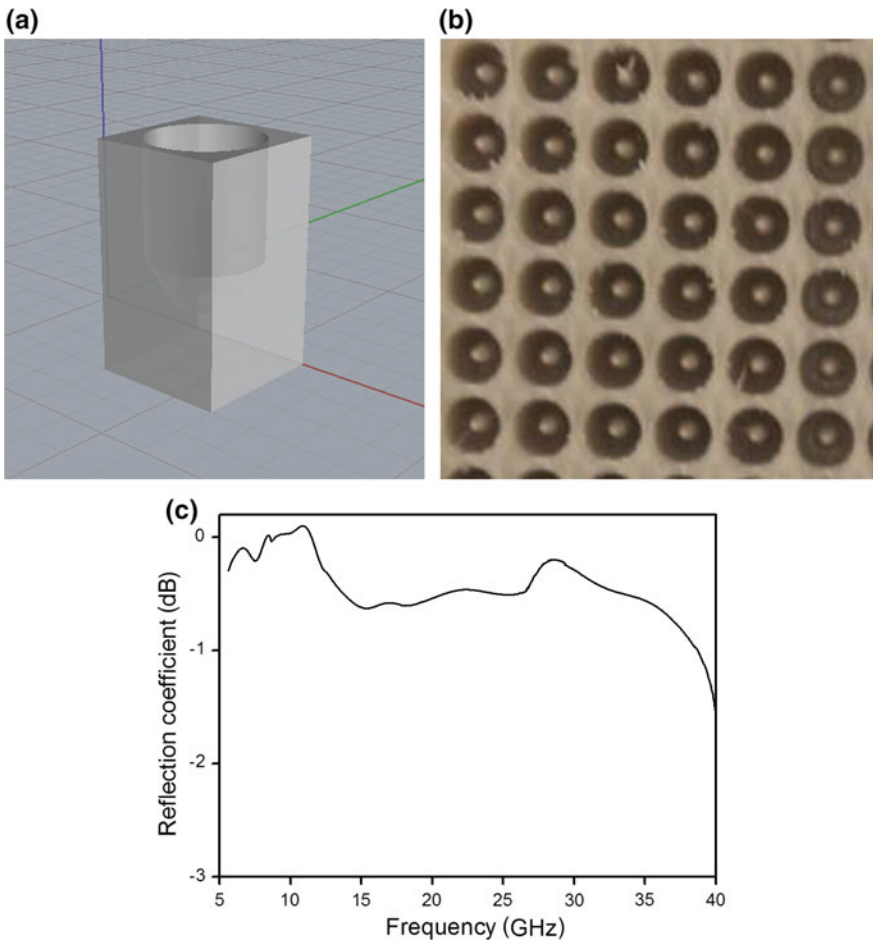 (a)
(b)
(c)
0
-1
-2
-3
Reflection coefficient (dB)
5 10 15 20 25 30 35 40
Frequency (GHz)